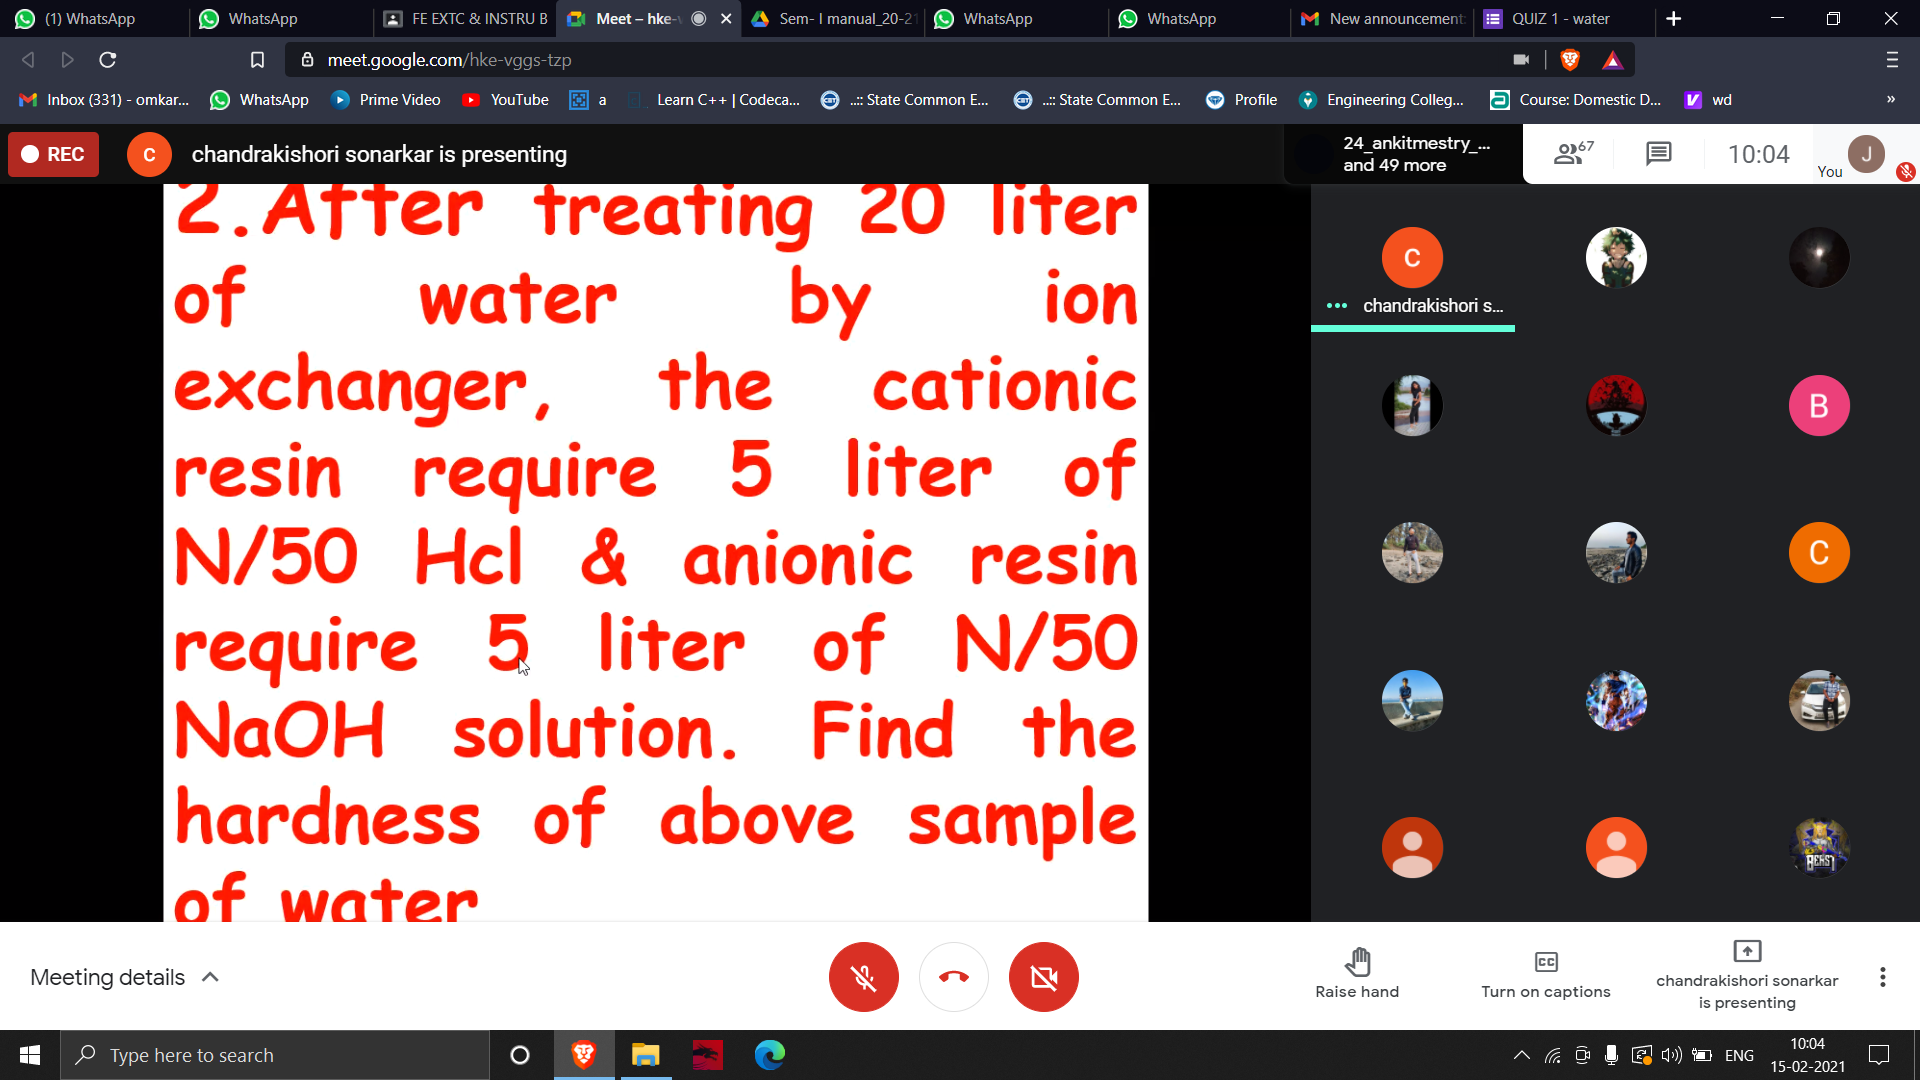 (1) WhatsApp
WhatsApp
FE EXTC & INSTRU B
Meet – hke-v
Sem- I manual_20-21
WhatsApp
WhatsApp
New announcement:
QUIZ 1 - water
meet.google.com/hke-vggs-tzp
Inbox (331) - omkar...
WhatsApp
Prime Video
YouTube
a
Learn C++ | Codeca...
..:: State Common E...
..:: State Common E...
Profile
Engineering Colleg...
Course: Domestic D...
wd
»
REC
C
chandrakishori sonarkar is presenting
24_ankitmestry_...
and 49 more
67
10:04
You
J
2.After treating 20 liter
of water by ion
exchanger, the cationic
resin require 5 liter of
N/50 Hcl & anionic resin
require 5 liter of N/50
NaOH solution. Find the
hardness of above sample
of water
C
chandrakishori s...
B
C
BEAST
Meeting details
Raise hand
CC
Turn on captions
chandrakishori sonarkar
is presenting
Type here to search
ENG
10:04
15-02-2021